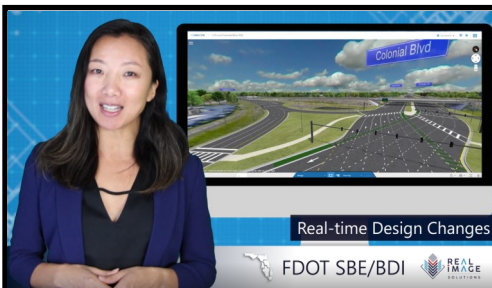 Colonial Blvd
Real-time Design Changes
FDOT SBE/BDI
REAL
IMAGE
SOLUTIONS